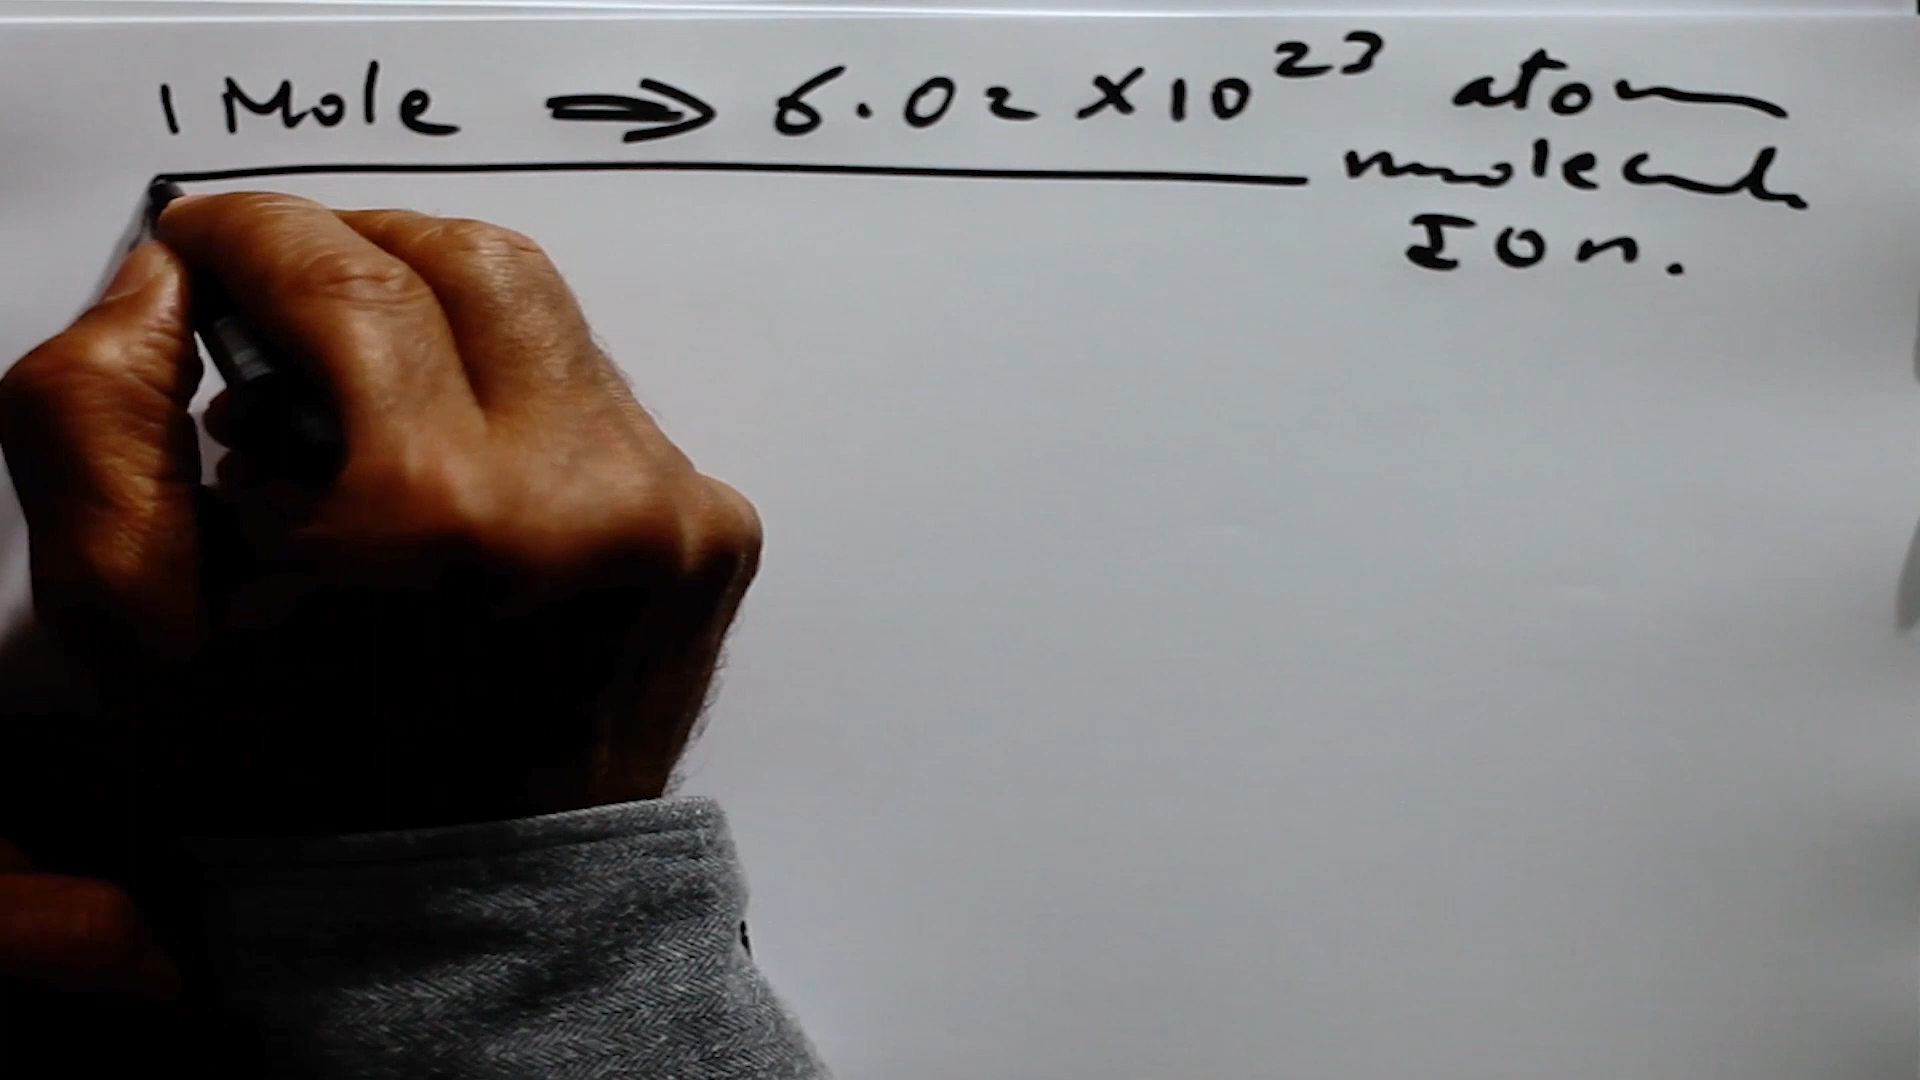 1 Mole ⇒ 6.02 × 10²³ atom
molecule
Ion.